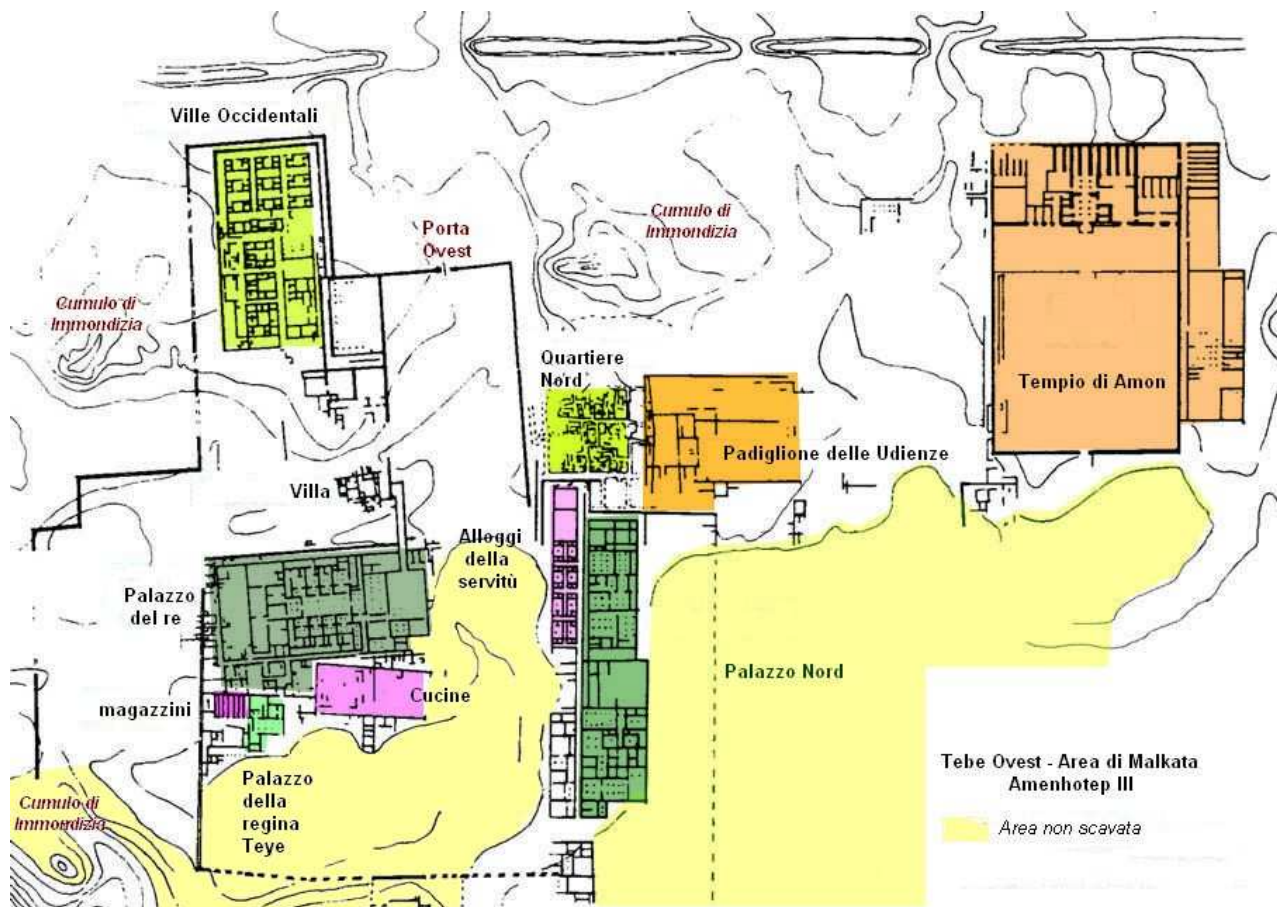 Ville Occidentali
Porta
Ovest
Cumulo di
Immondizia
Cumulo di
Immondizia
Quartiere
Nord
Tempio di Amon
Padiglione delle Udienze
Villa
Alloggi
della
servitù
Palazzo
del re
Palazzo Nord
Cucine
magazzini
Palazzo
della
regina
Teye
Cumulo di
Immondizia
Tebe Ovest - Area di Malkata
Amenhotep III
Area non scavata